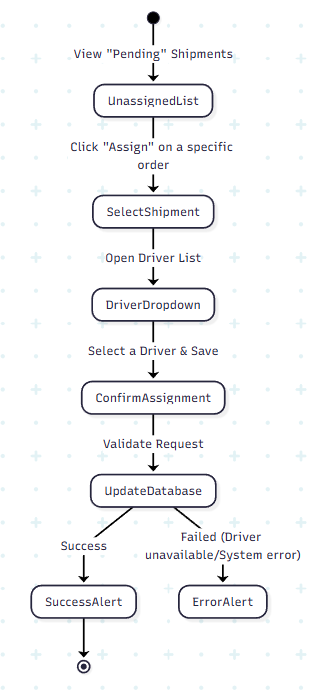 View "Pending" Shipments
UnassignedList
Click "Assign" on a specific
order
SelectShipment
Open Driver List
DriverDropdown
Select a Driver & Save
ConfirmAssignment
Validate Request
UpdateDatabase
Success
Failed (Driver
unavailable/System error)
SuccessAlert
ErrorAlert